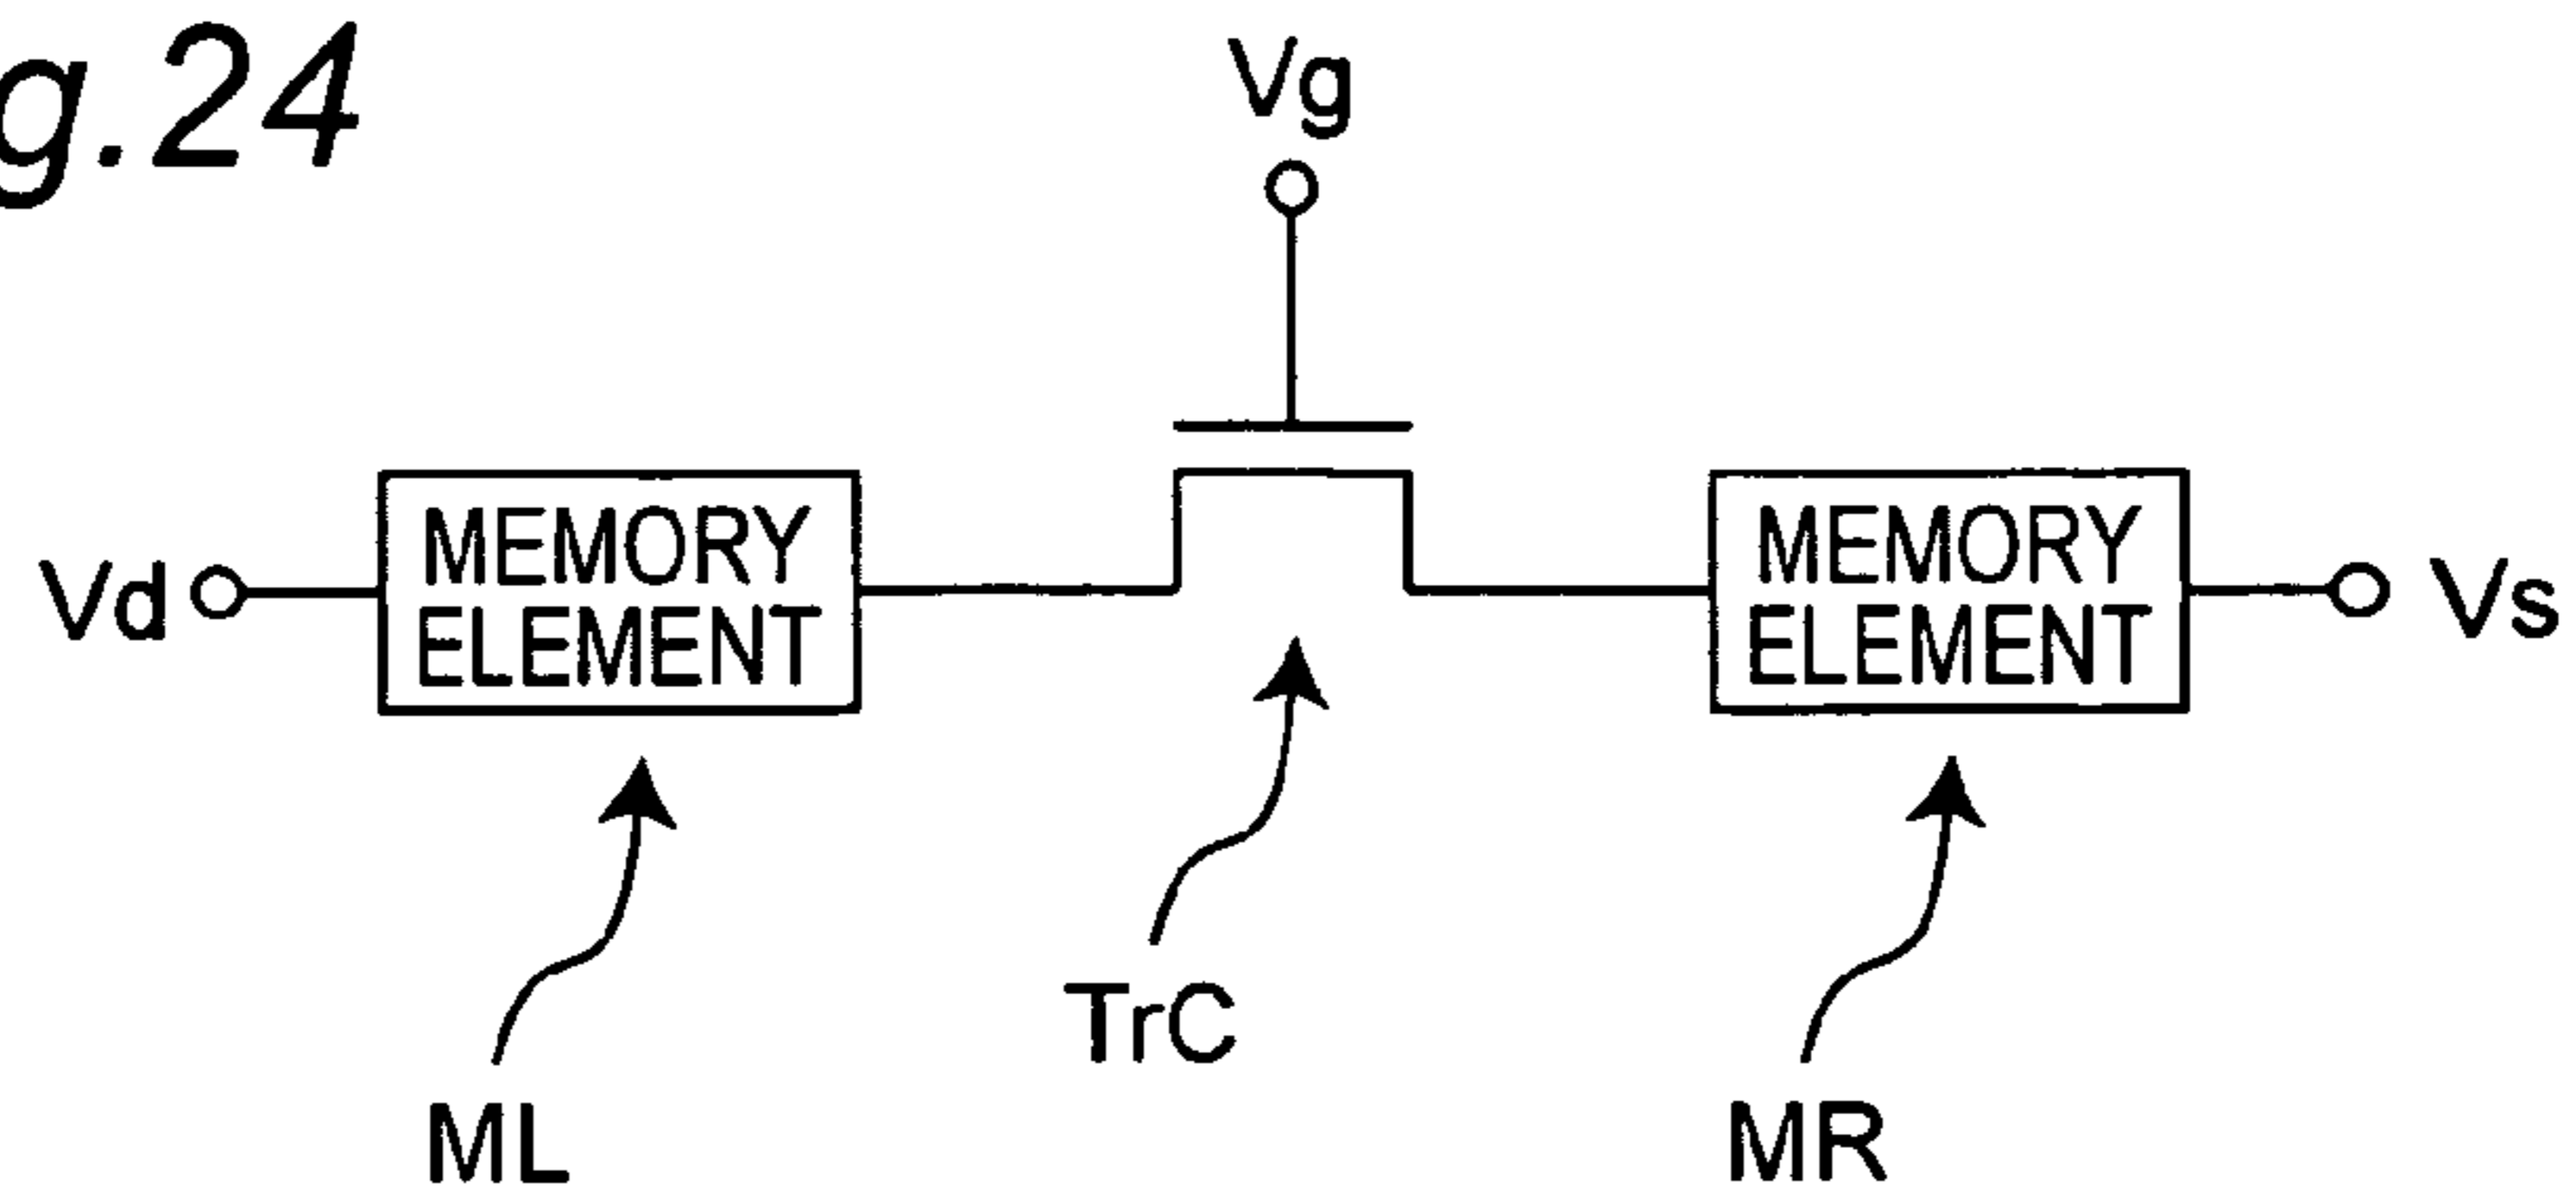 g.24
Vg
Vd
MEMORY
ELEMENT
MEMORY
ELEMENT
Vs
TrC
ML
MR